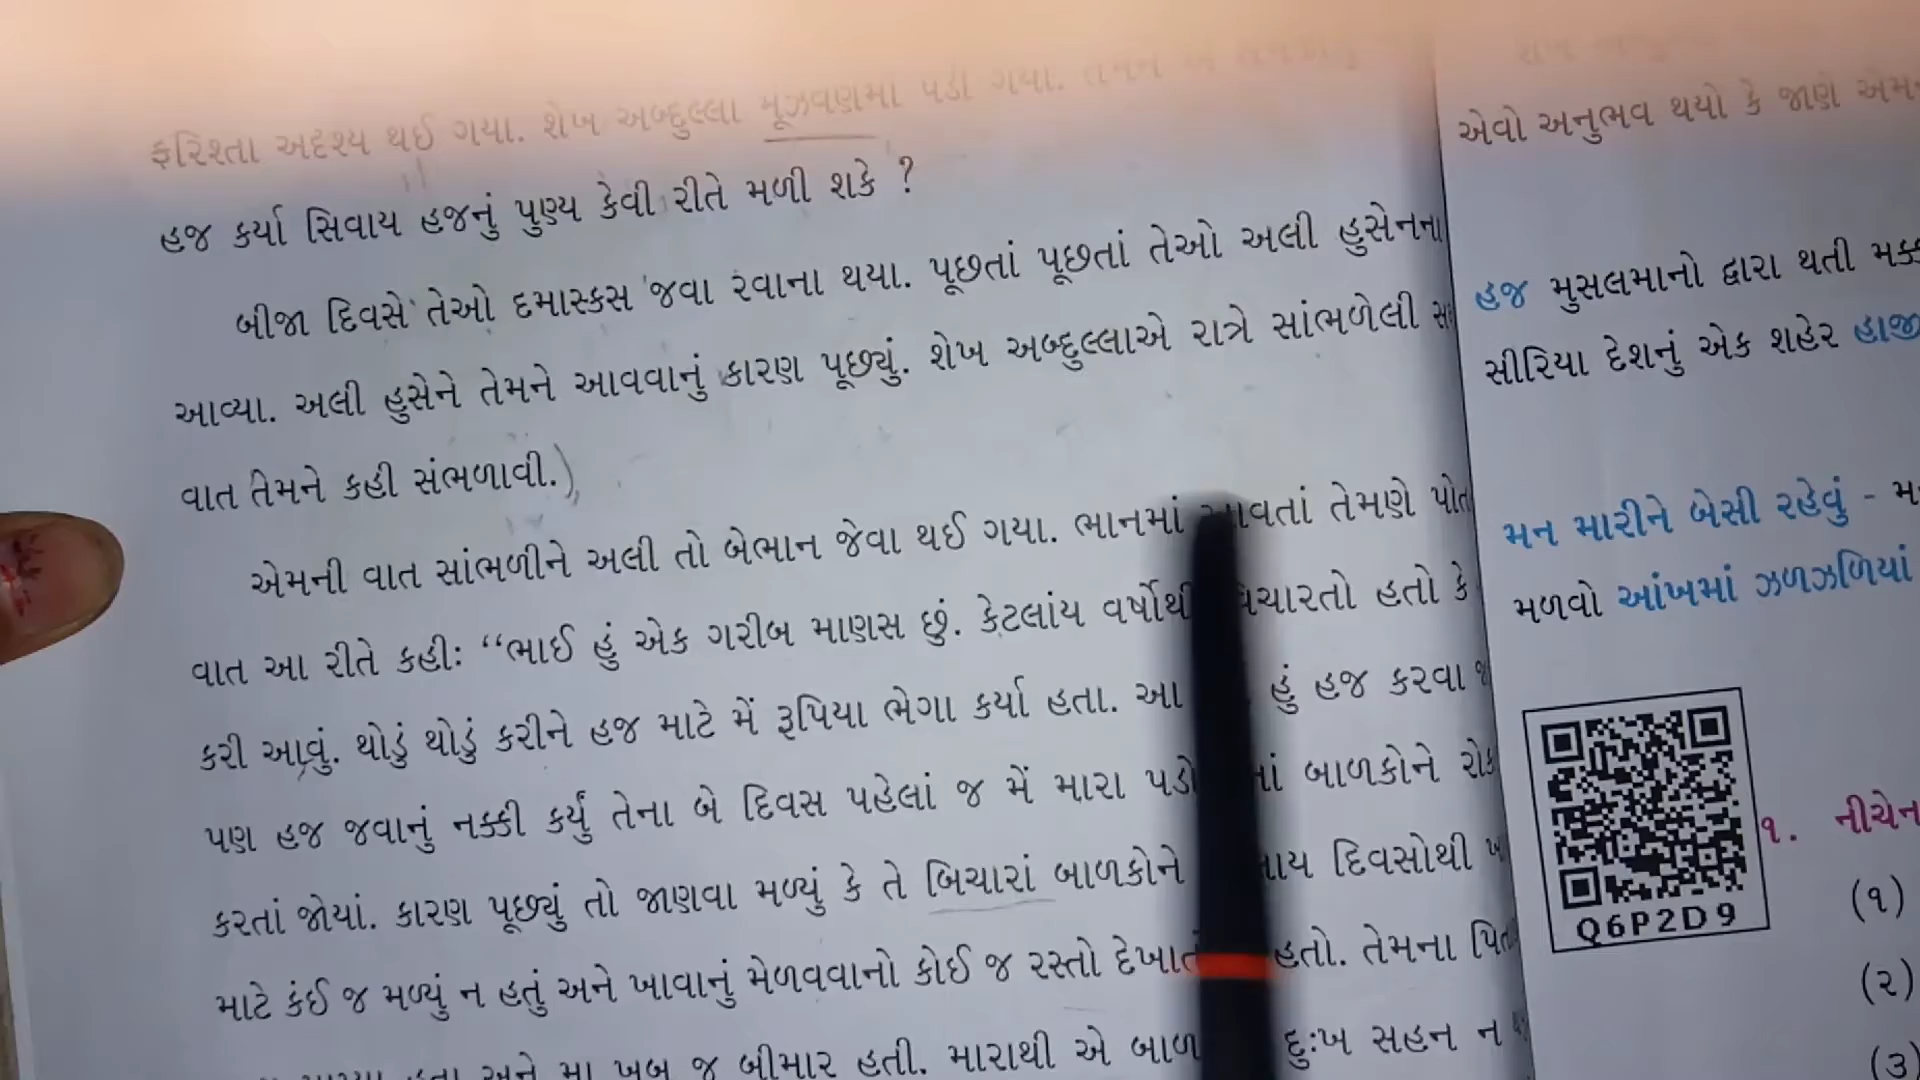 ફરિશ્તા અદૃશ્ય થઈ ગયા. શેખ અબ્દુલ્લા મૂઝવણમાં પડી ગયા.
હજ કર્યા સિવાય હજનું પુણ્ય કેવી રીતે મળી શકે ?
બીજા દિવસે તેઓ દમાસ્કસ જવા રવાના થયા. પૂછતાં પૂછતાં તેઓ અલી હુસેનના
આવ્યા. અલી હુસેને તેમને આવવાનું કારણ પૂછ્યું. શેખ અબ્દુલ્લાએ રાત્રે સાંભળેલી
વાત તેમને કહી સંભળાવી.)
એમની વાત સાંભળીને અલી તો બેભાન જેવા થઈ ગયા. ભાનમાં આવતાં તેમણે
વાત આ રીતે કહીઃ “ભાઈ હું એક ગરીબ માણસ છું. કેટલાંય વર્ષોથી વિચારતો હતો કે
કરી આવું. થોડું થોડું કરીને હજ માટે મેં રૂપિયા ભેગા કર્યા હતા. આ હું હજ કરવા
પણ હજ જવાનું નક્કી કર્યું તેના બે દિવસ પહેલાં જ મેં મારા બાળકોને
કરતાં જોયાં. કારણ પૂછ્યું તો જાણવા મળ્યું કે તે બિચારાં બાળકોને દિવસોથી
માટે કંઈ જ મળ્યું ન હતું અને ખાવાનું મેળવવાનો કોઈ જ રસ્તો દેખાતો હતો. તેમના
હતા અને મા ખૂબ જ બીમાર હતી. મારાથી એ દુઃખ સહન ન
એવો અનુભવ થયો કે જાણે
હજ મુસલમાનો દ્વારા થતી
સીરિયા દેશનું એક શહેર હાજી
મન મારીને બેસી રહેવું -
મળવો આંખમાં ઝળઝળિયાં
Q6P2D9
૧. નીચેના
(૧)
(૨)
(૩)